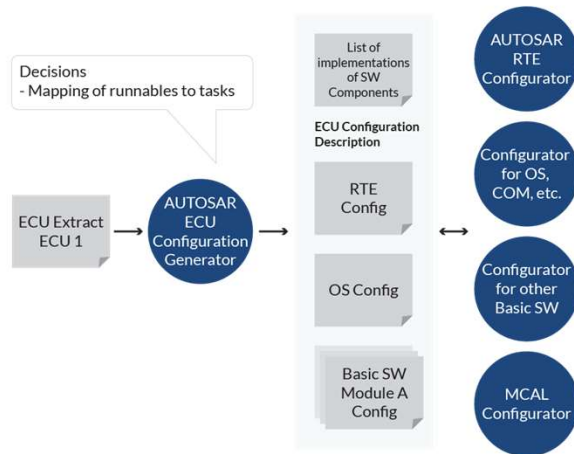 Decisions
- Mapping of runnables to tasks
ECU Extract
ECU 1
AUTOSAR
ECU
Configuration
Generator
List of
implementations
of SW
Components
ECU Configuration
Description
RTE
Config
OS Config
Basic SW
Module A
Config
AUTOSAR
RTE
Configurator
Configurator
for OS,
COM, etc.
Configurator
for other
Basic SW
MCAL
Configurator